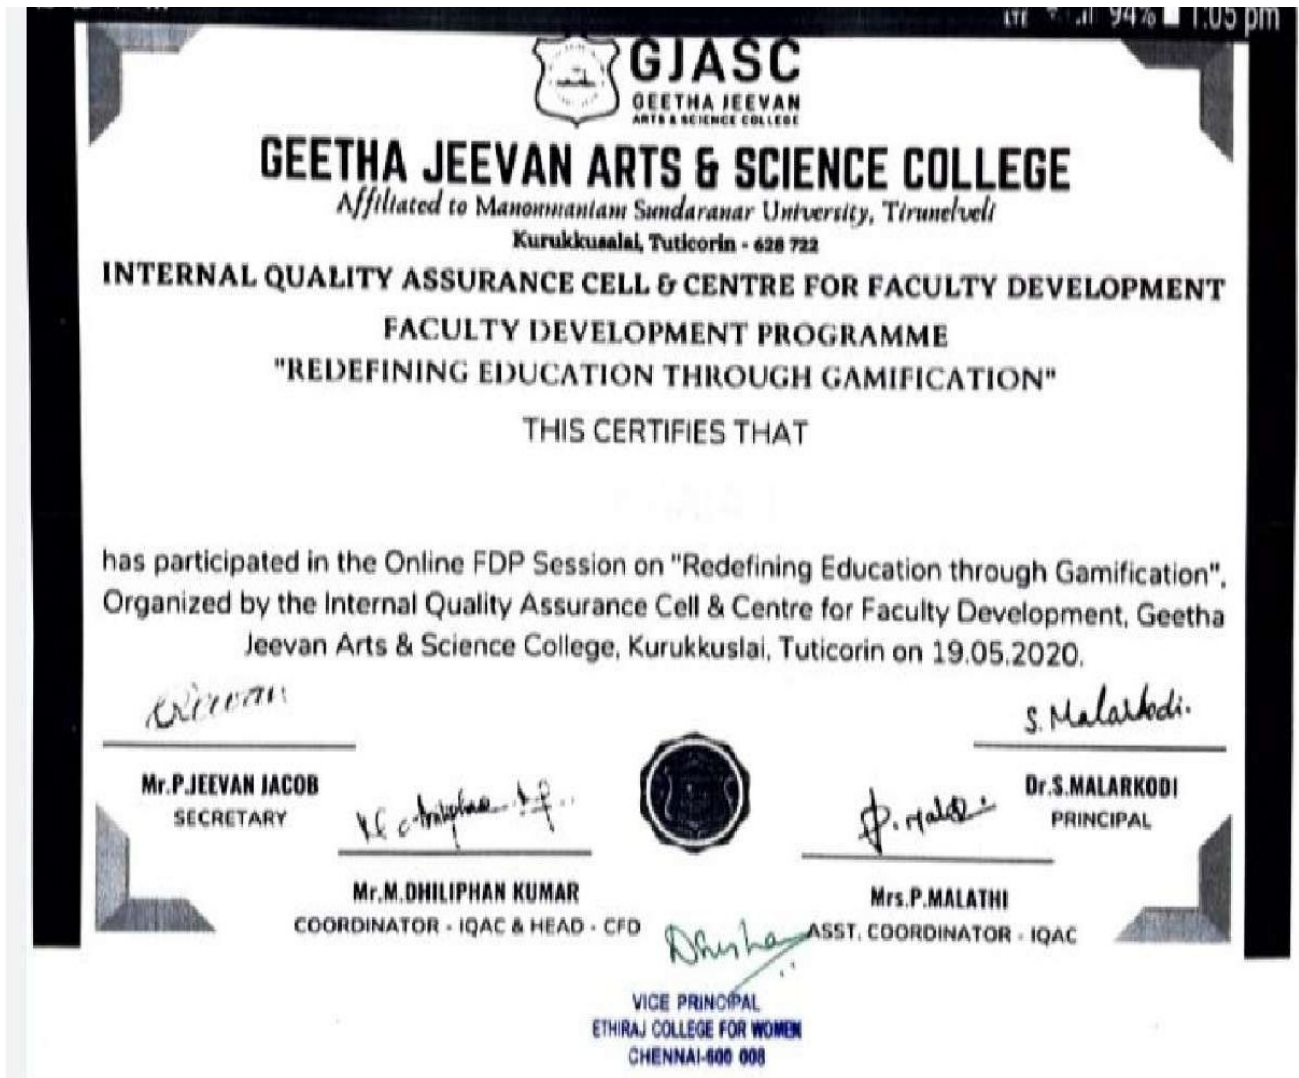 LTE 94% 1:05 pm
GJASC
GEETHA JEEVAN
ARTS & SCIENCE COLLEGE
GEETHA JEEVAN ARTS & SCIENCE COLLEGE
Affiliated to Manonmaniam Sundaranar University, Tirunelveli
Kurukkusalai, Tuticorin - 628 722
INTERNAL QUALITY ASSURANCE CELL & CENTRE FOR FACULTY DEVELOPMENT
FACULTY DEVELOPMENT PROGRAMME
"REDEFINING EDUCATION THROUGH GAMIFICATION"
THIS CERTIFIES THAT
has participated in the Online FDP Session on "Redefining Education through Gamification",
Organized by the Internal Quality Assurance Cell & Centre for Faculty Development, Geetha
Jeevan Arts & Science College, Kurukkuslai, Tuticorin on 19.05.2020.
S. Malarkodi.
Mr.P.JEEVAN JACOB
SECRETARY
Dr.S.MALARKODI
PRINCIPAL
Mr.M.DHILIPHAN KUMAR
COORDINATOR - IQAC & HEAD - CFD
Mrs.P.MALATHI
ASST. COORDINATOR - IQAC
VICE PRINCIPAL
ETHIRAJ COLLEGE FOR WOMEN
CHENNAI-600 008